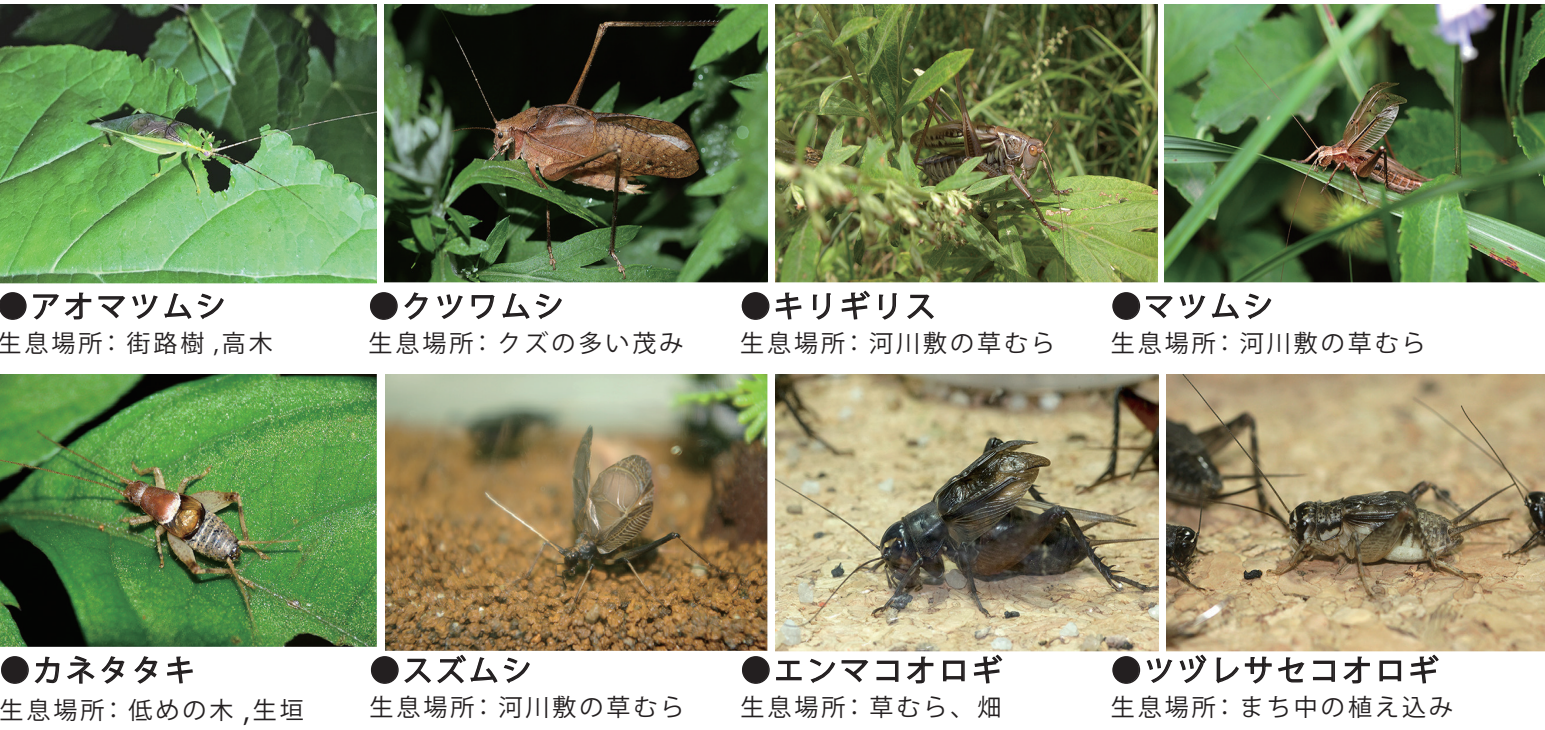 ●アオマツムシ
生息場所：街路樹 ,高木
●クツワムシ
生息場所：クズの多い茂み
●キリギリス
生息場所：河川敷の草むら
●マツムシ
生息場所：河川敷の草むら
●カネタタキ
生息場所：低めの木 ,生垣
●スズムシ
生息場所：河川敷の草むら
●エンマコオロギ
生息場所：草むら、畑
●ツヅレサセコオロギ
生息場所：まち中の植え込み